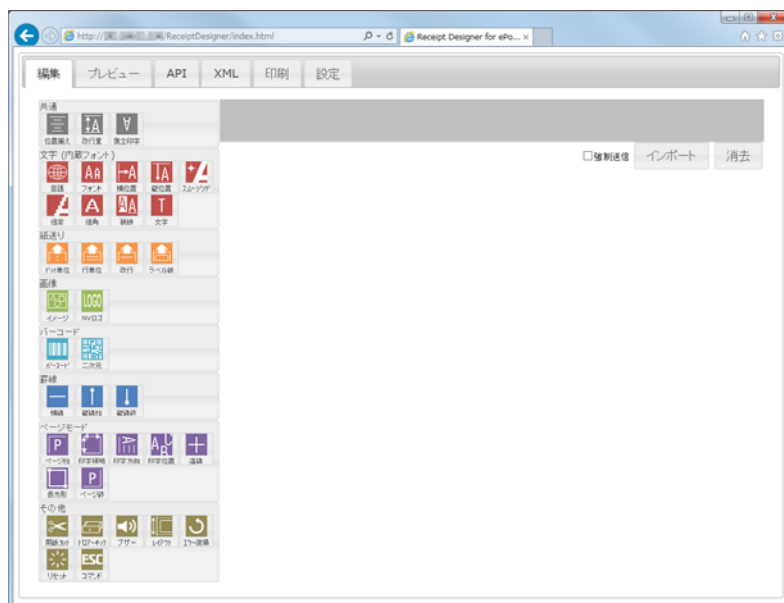 /ReceiptDesigner/index.html
Receipt Designer for ePo... ×
編集 プレビュー API XML 印刷 設定
共通
位置揃え 改行量 倒立印字
強制送信 インポート 消去
文字 (内蔵フォント)
言語 フォント 横位置 縦位置 スムージング
倍率 倍角 装飾 文字
紙送り
ドット単位 行単位 改行 ラベル紙
画像
LOGO
イメージ NVロゴ
バーコード
バーコード 二次元
罫線
横線 縦線始 縦線終
ページモード
ページ始 印字領域 印字方向 印字位置 直線
長方形 ページ終
その他
用紙カット ドロアーキック ブザー レイアウト エラー復帰
ESC
リセット コマンド